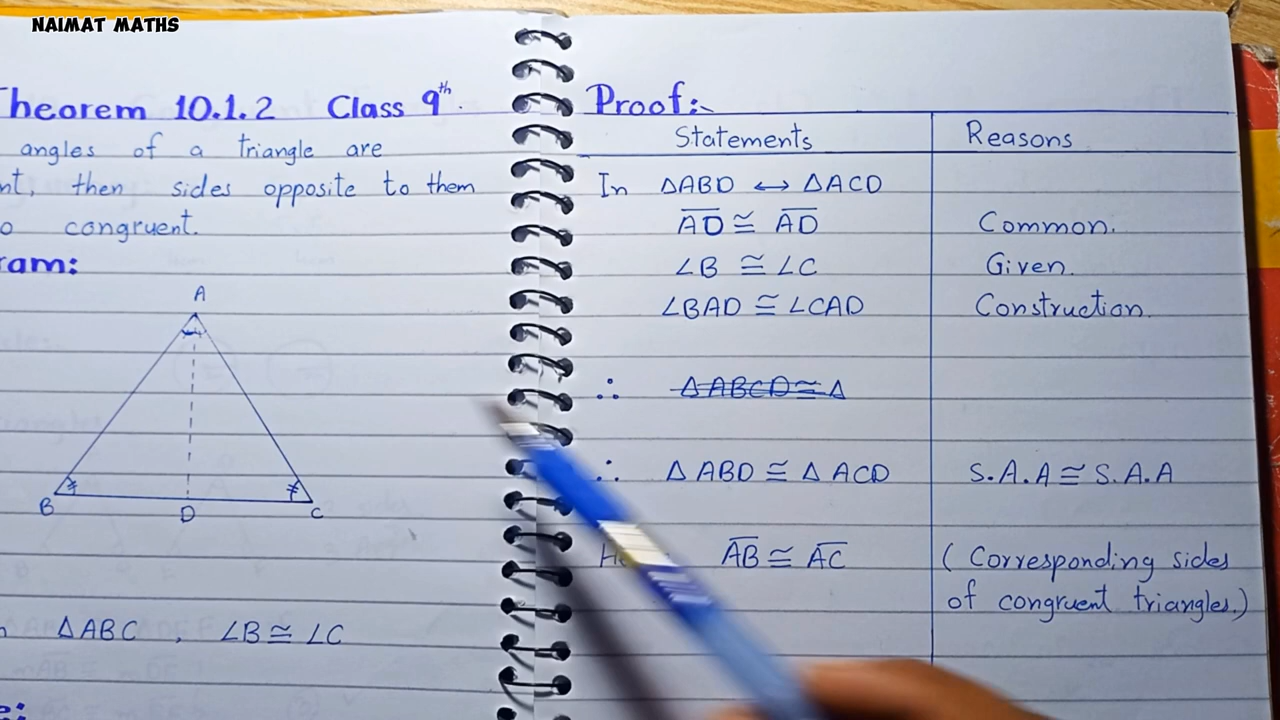 NAIMAT MATHS
Theorem 10.1.2 Class 9th.
angles of a triangle are
then sides opposite to them
congruent.
A
B
D
C
ΔABC , ∠B ≅ ∠C
Proof:-
Statements Reasons
In ΔABD ↔ ΔACD
AD ≅ AD Common.
∠B ≅ ∠C Given.
∠BAD ≅ ∠CAD Construction.
∴ ΔABCD ≅ Δ
∴ ΔABD ≅ ΔACD S.A.A ≅ S.A.A
AB ≅ AC (Corresponding sides
of congruent triangles.)